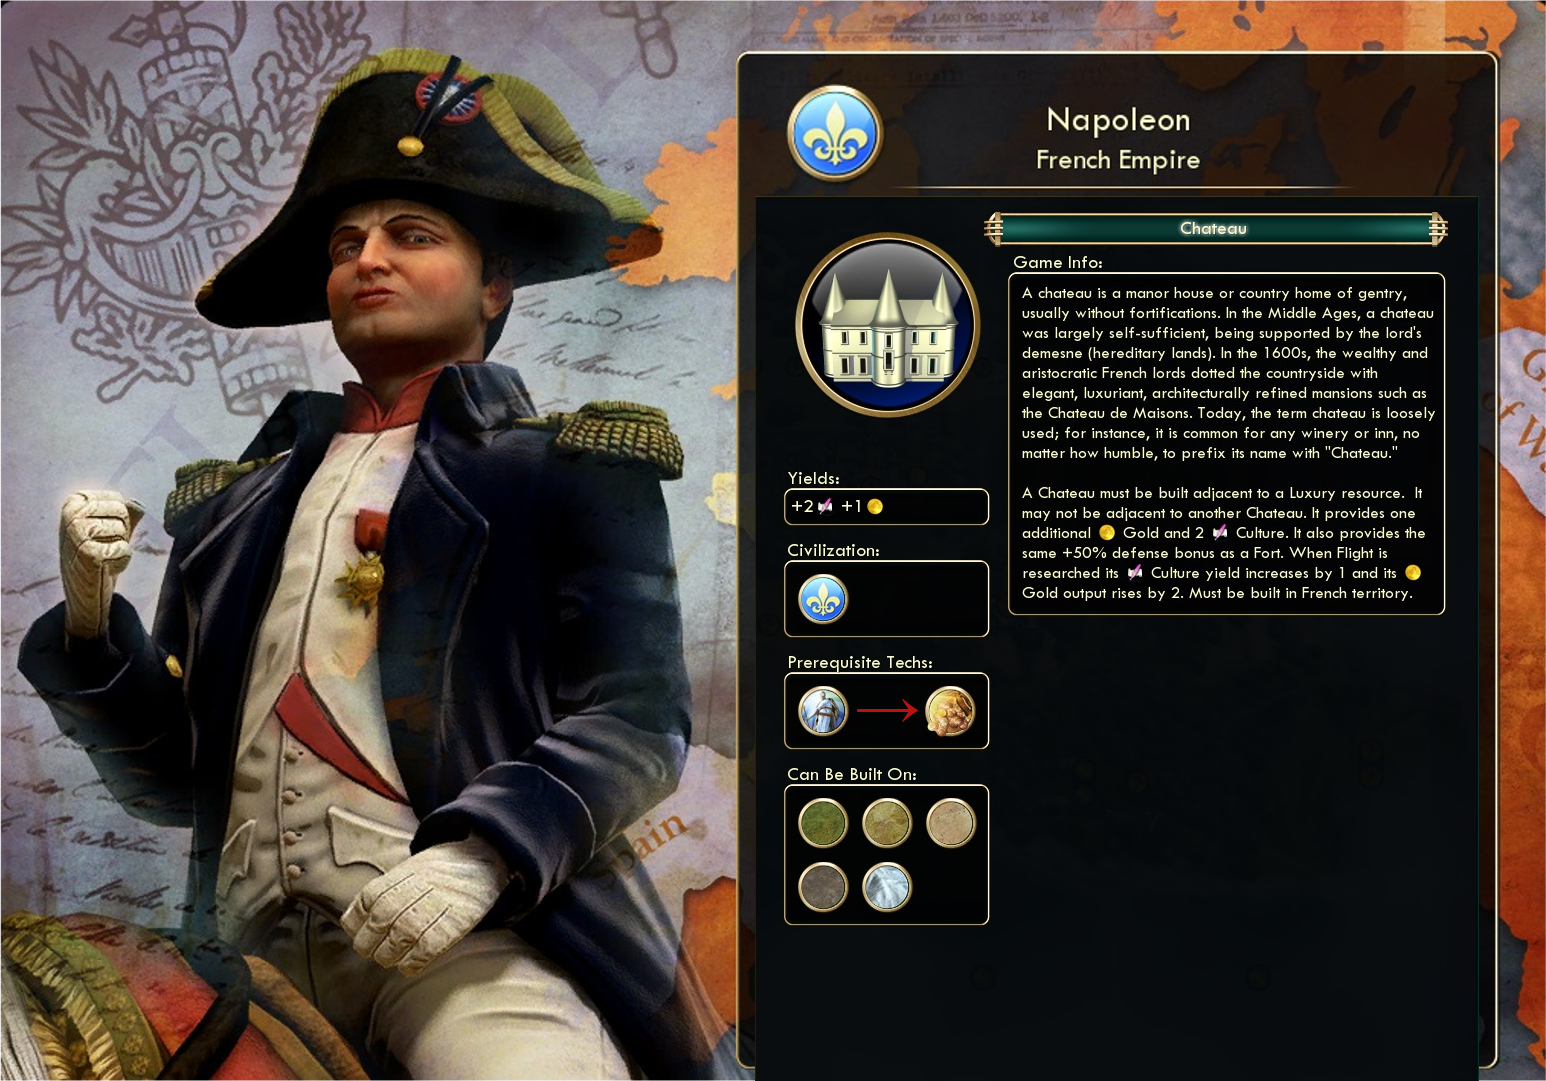 Napoleon
French Empire
Chateau
Game Info:
A chateau is a manor house or country home of gentry,
usually without fortifications. In the Middle Ages, a chateau
was largely self-sufficient, being supported by the lord's
demesne (hereditary lands). In the 1600s, the wealthy and
aristocratic French lords dotted the countryside with
elegant, luxuriant, architecturally refined mansions such as
the Chateau de Maisons. Today, the term chateau is loosely
used; for instance, it is common for any winery or inn, no
matter how humble, to prefix its name with "Chateau."
A Chateau must be built adjacent to a Luxury resource. It
may not be adjacent to another Chateau. It provides one
additional Gold and 2 Culture. It also provides the
same +50% defense bonus as a Fort. When Flight is
researched its Culture yield increases by 1 and its
Gold output rises by 2. Must be built in French territory.
Yields:
+2 +1
Civilization:
Prerequisite Techs:
Can Be Built On: